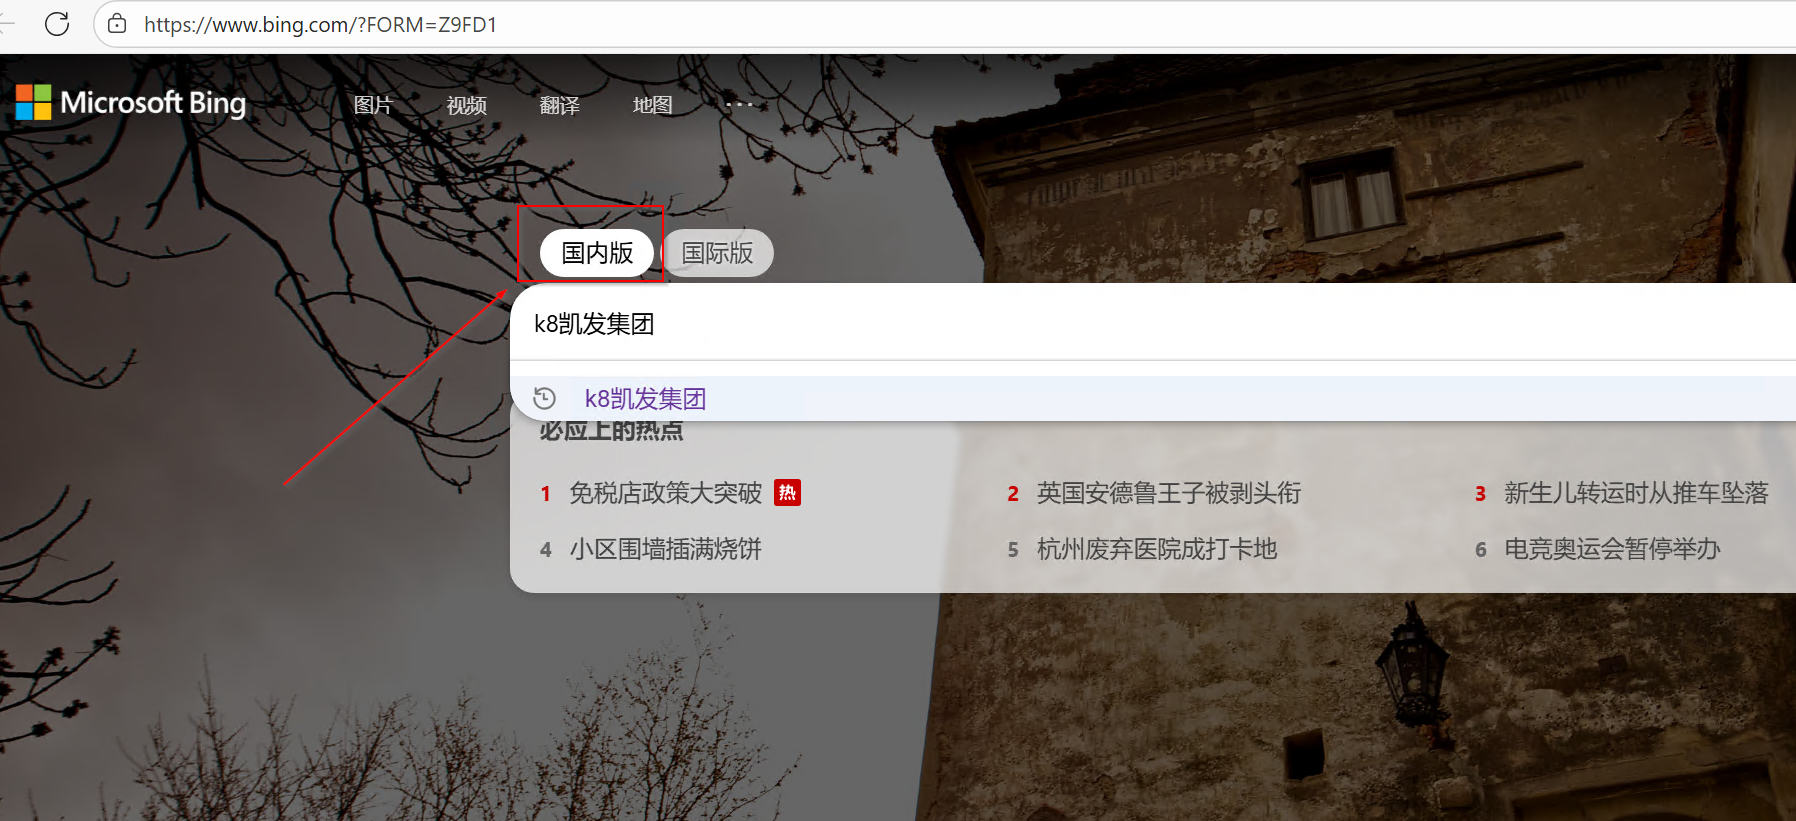 https://www.bing.com/?FORM=Z9FD1
Microsoft Bing 图片 视频 翻译 地图 ...
国内版 国际版
k8凯发集团
k8凯发集团
必应上的热点
1 免税店政策大突破 热 2 英国安德鲁王子被剥头衔 3 新生儿转运时从推车坠落
4 小区围墙插满烧饼 5 杭州废弃医院成打卡地 6 电竞奥运会暂停举办